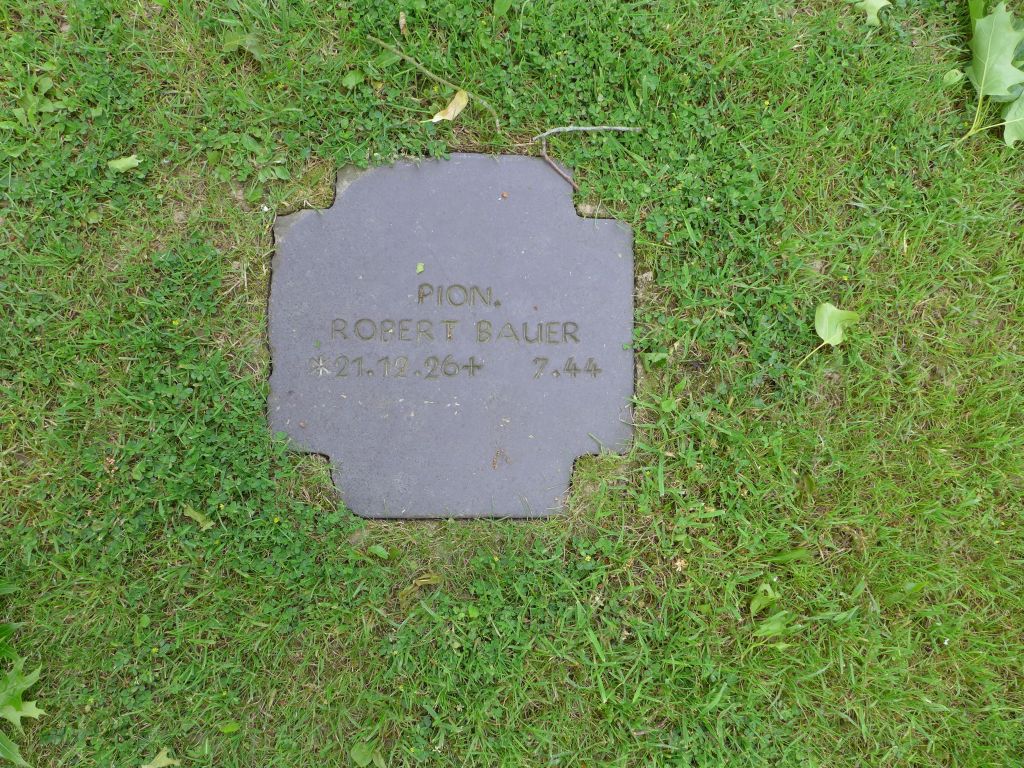 PION.
ROBERT BAUER
*21.12.26+ 7.44